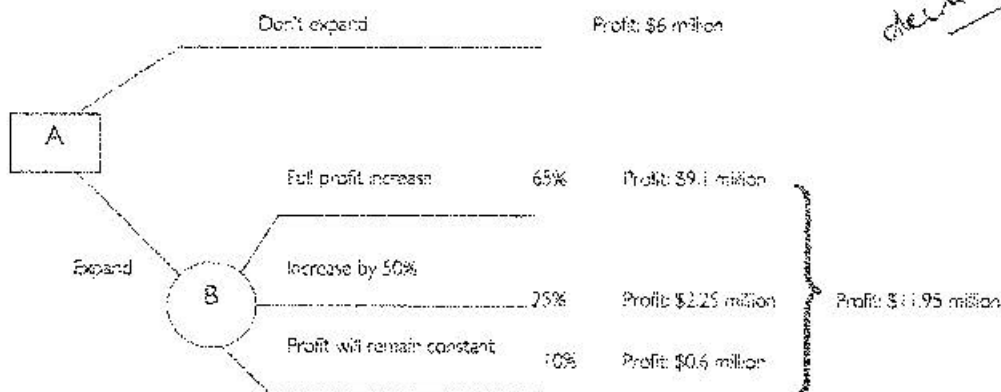 Don't expand Profit: $6 million
A
Full profit increase 65% Profit: $9.1 million
Expand
Increase by 50%
B
25% Profit: $2.25 million Profit: $11.95 million
Profit will remain constant
10% Profit: $0.6 million